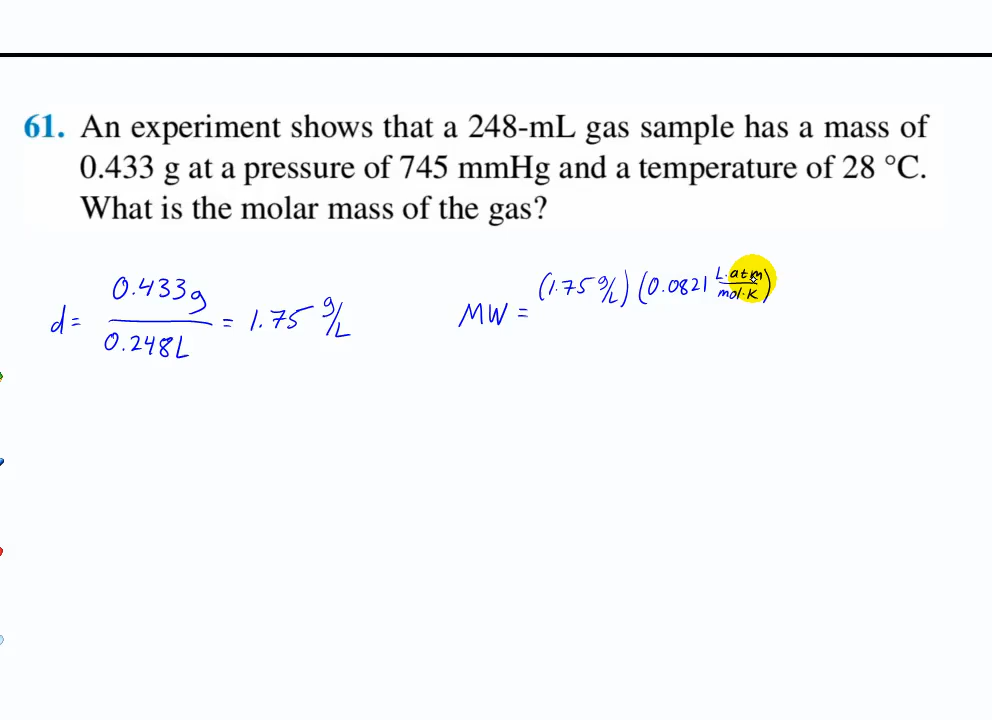 61. An experiment shows that a 248-mL gas sample has a mass of
0.433 g at a pressure of 745 mmHg and a temperature of 28 °C.
What is the molar mass of the gas?
d = 0.433g / 0.248L = 1.75 g/L
MW = (1.75 g/L) (0.0821 L·atm / mol·K)